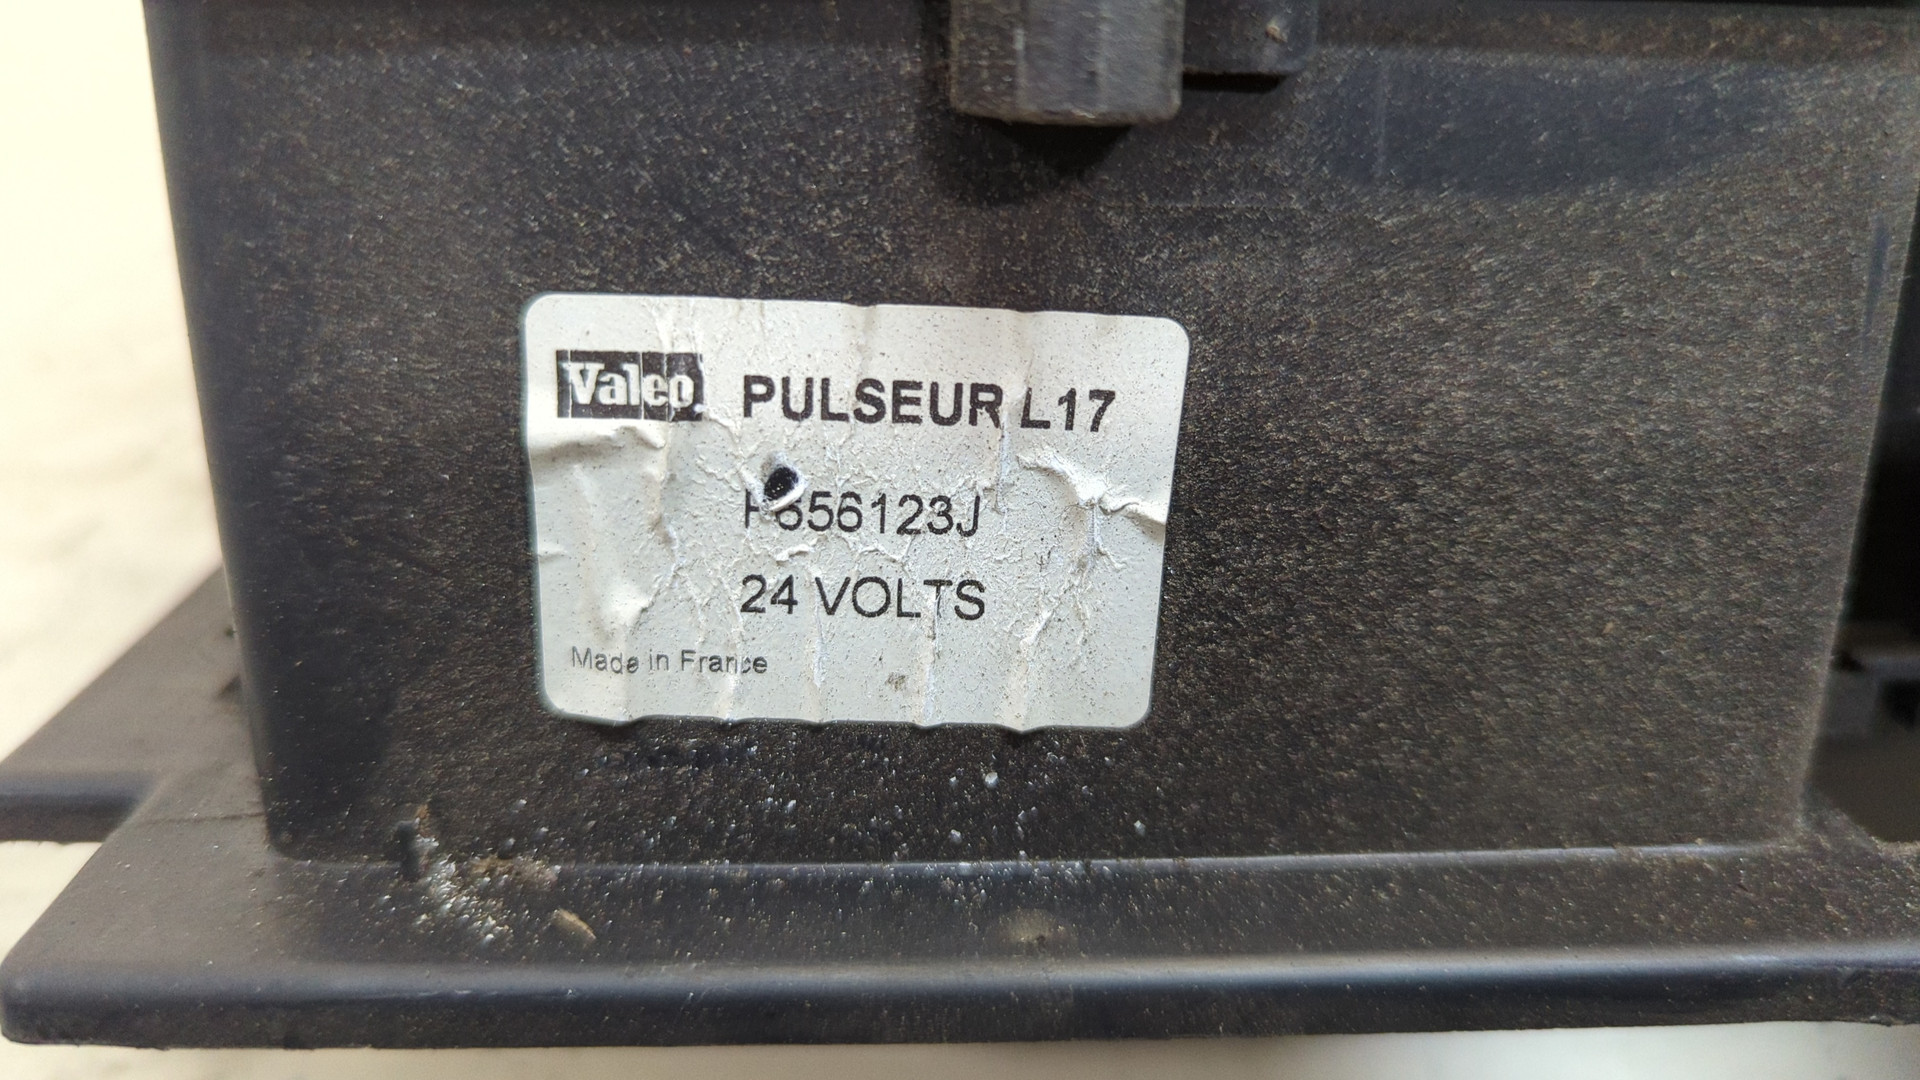 Valeo PULSEUR L17
24 VOLTS
Made in France